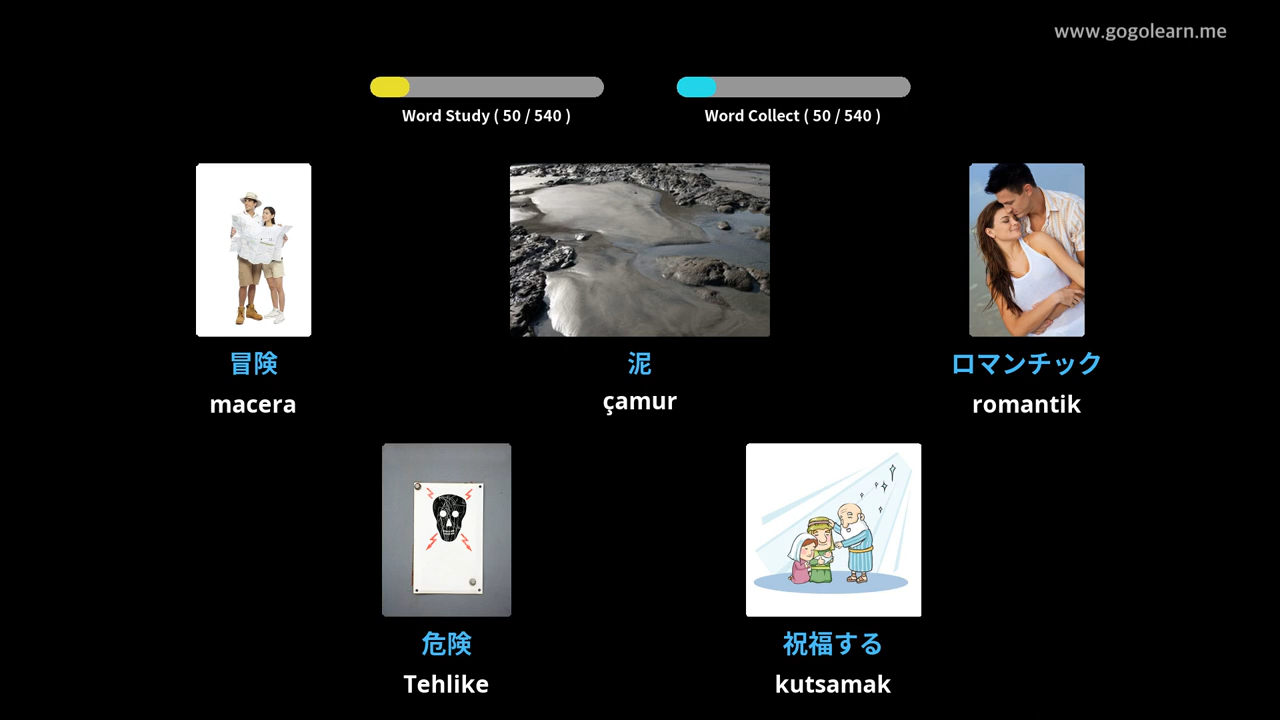 www.gogolearn.me
Word Study ( 50 / 540 )
Word Collect ( 50 / 540 )
冒険
macera
泥
çamur
ロマンチック
romantik
危険
Tehlike
祝福する
kutsamak